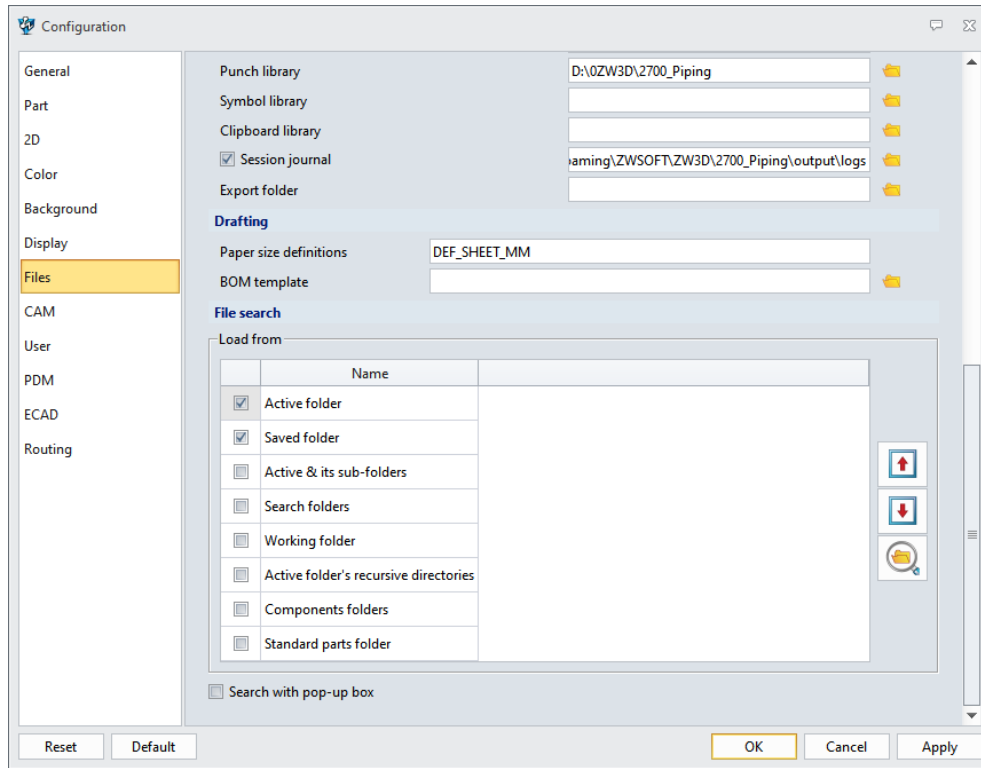 Configuration
General
Part
2D
Color
Background
Display
Files
CAM
User
PDM
ECAD
Routing
Punch library D:\0ZW3D\2700_Piping
Symbol library
Clipboard library
Session journal aming\ZWSOFT\ZW3D\2700_Piping\output\logs
Export folder
Drafting
Paper size definitions DEF_SHEET_MM
BOM template
File search
Load from
Name
Active folder
Saved folder
Active & its sub-folders
Search folders
Working folder
Active folder's recursive directories
Components folders
Standard parts folder
Search with pop-up box
Reset Default OK Cancel Apply